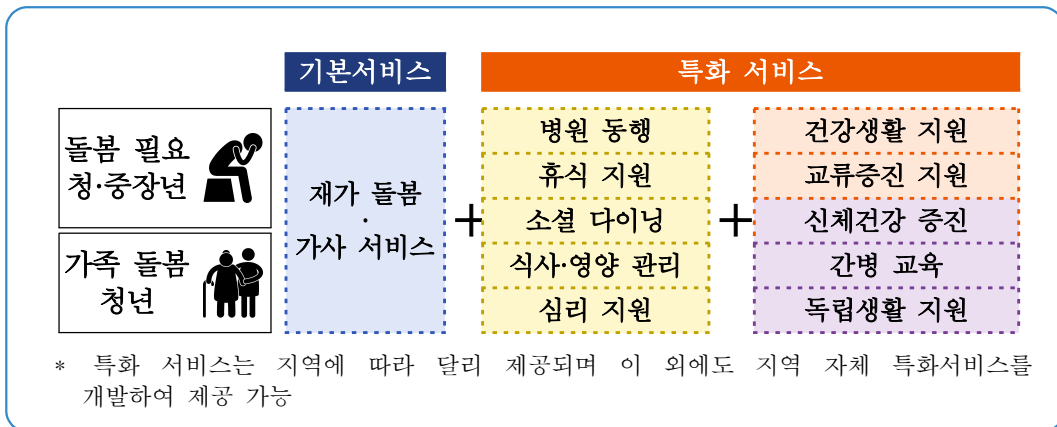 기본서비스
특화 서비스
돌봄 필요
청·중장년
가족 돌봄
청년
재가 돌봄
·
가사 서비스
+
병원 동행
휴식 지원
소셜 다이닝
식사·영양 관리
심리 지원
+
건강생활 지원
교류증진 지원
신체건강 증진
간병 교육
독립생활 지원
* 특화 서비스는 지역에 따라 달리 제공되며 이 외에도 지역 자체 특화서비스를
개발하여 제공 가능